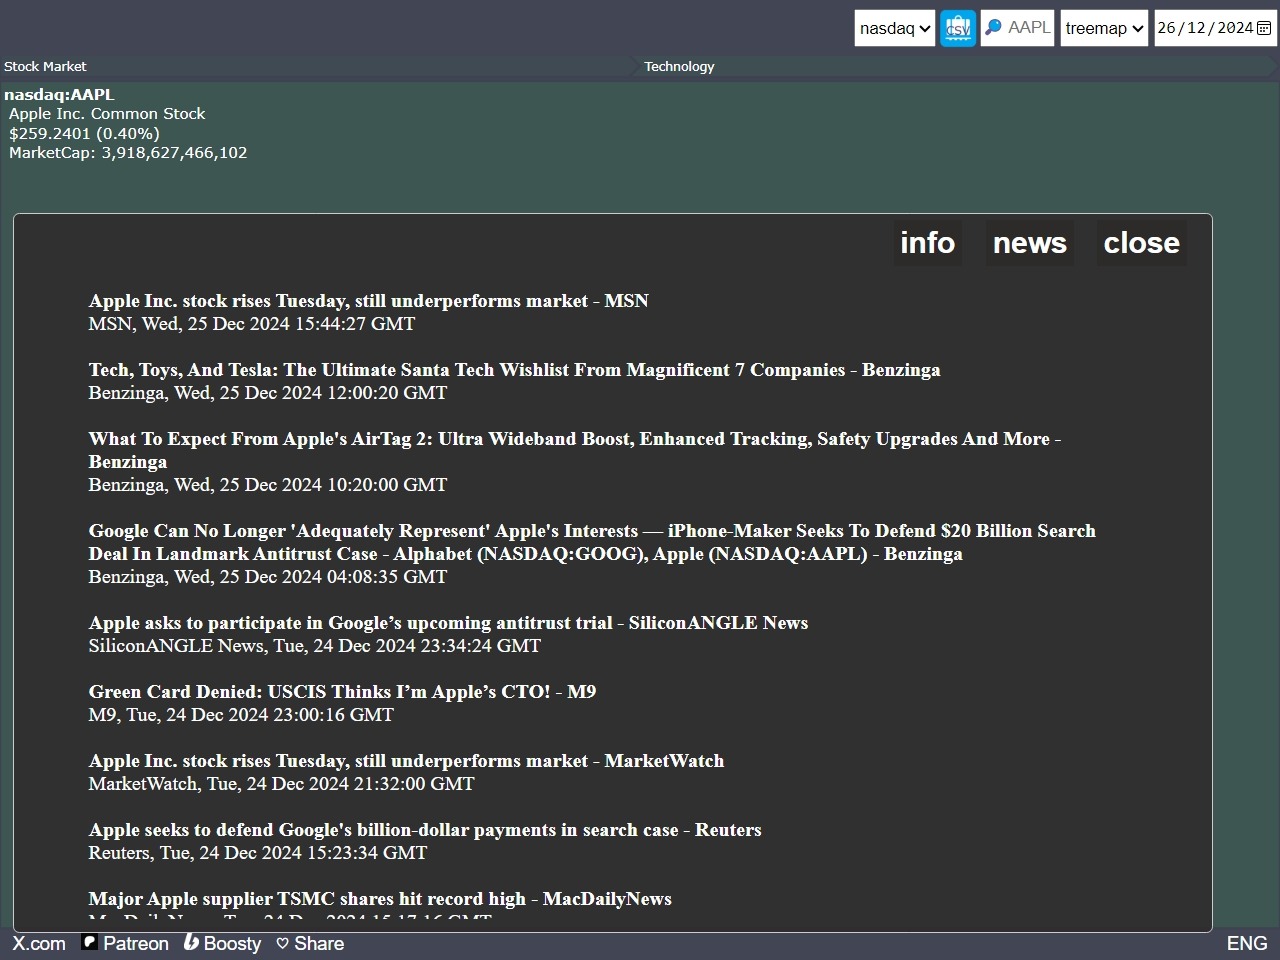 nasdaq CSV AAPL treemap 26/12/2024
Stock Market Technology
nasdaq:AAPL
Apple Inc. Common Stock
$259.2401 (0.40%)
MarketCap: 3,918,627,466,102
info news close
Apple Inc. stock rises Tuesday, still underperforms market - MSN
MSN, Wed, 25 Dec 2024 15:44:27 GMT
Tech, Toys, And Tesla: The Ultimate Santa Tech Wishlist From Magnificent 7 Companies - Benzinga
Benzinga, Wed, 25 Dec 2024 12:00:20 GMT
What To Expect From Apple's AirTag 2: Ultra Wideband Boost, Enhanced Tracking, Safety Upgrades And More -
Benzinga
Benzinga, Wed, 25 Dec 2024 10:20:00 GMT
Google Can No Longer 'Adequately Represent' Apple's Interests — iPhone-Maker Seeks To Defend $20 Billion Search
Deal In Landmark Antitrust Case - Alphabet (NASDAQ:GOOG), Apple (NASDAQ:AAPL) - Benzinga
Benzinga, Wed, 25 Dec 2024 04:08:35 GMT
Apple asks to participate in Google’s upcoming antitrust trial - SiliconANGLE News
SiliconANGLE News, Tue, 24 Dec 2024 23:34:24 GMT
Green Card Denied: USCIS Thinks I’m Apple’s CTO! - M9
M9, Tue, 24 Dec 2024 23:00:16 GMT
Apple Inc. stock rises Tuesday, still underperforms market - MarketWatch
MarketWatch, Tue, 24 Dec 2024 21:32:00 GMT
Apple seeks to defend Google's billion-dollar payments in search case - Reuters
Reuters, Tue, 24 Dec 2024 15:23:34 GMT
Major Apple supplier TSMC shares hit record high - MacDailyNews
MacDailyNews, Tue, 24 Dec 2024 15:17:16 GMT
X.com Patreon Boosty Share ENG